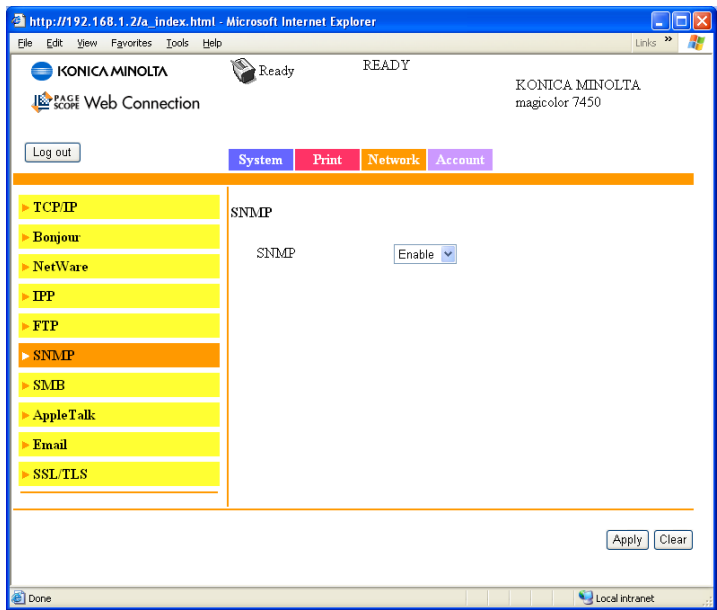 http://192.168.1.2/a_index.html - Microsoft Internet Explorer
File Edit View Favorites Tools Help Links »
KONICA MINOLTA
Ready READY
KONICA MINOLTA
magicolor 7450
PAGE SCOPE Web Connection
Log out
System Print Network Account
TCP/IP
Bonjour
NetWare
IPP
FTP
SNMP
SMB
AppleTalk
Email
SSL/TLS
SNMP
SNMP Enable
Apply Clear
Done Local intranet